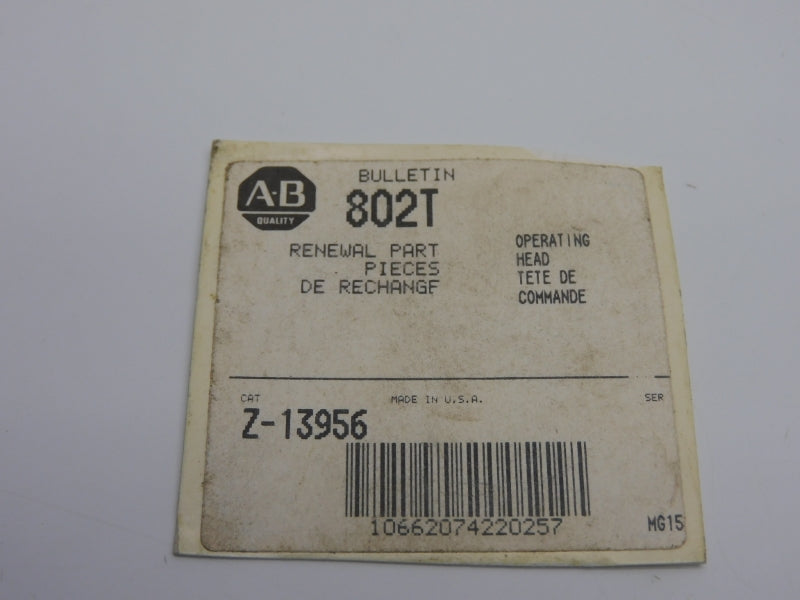 A·B
QUALITY
BULLETIN
802T
RENEWAL PART
PIECES
DE RECHANGE
OPERATING
HEAD
TETE DE
COMMANDE
CAT
MADE IN U.S.A.
SER
Z-13956
10662074220257
MG15